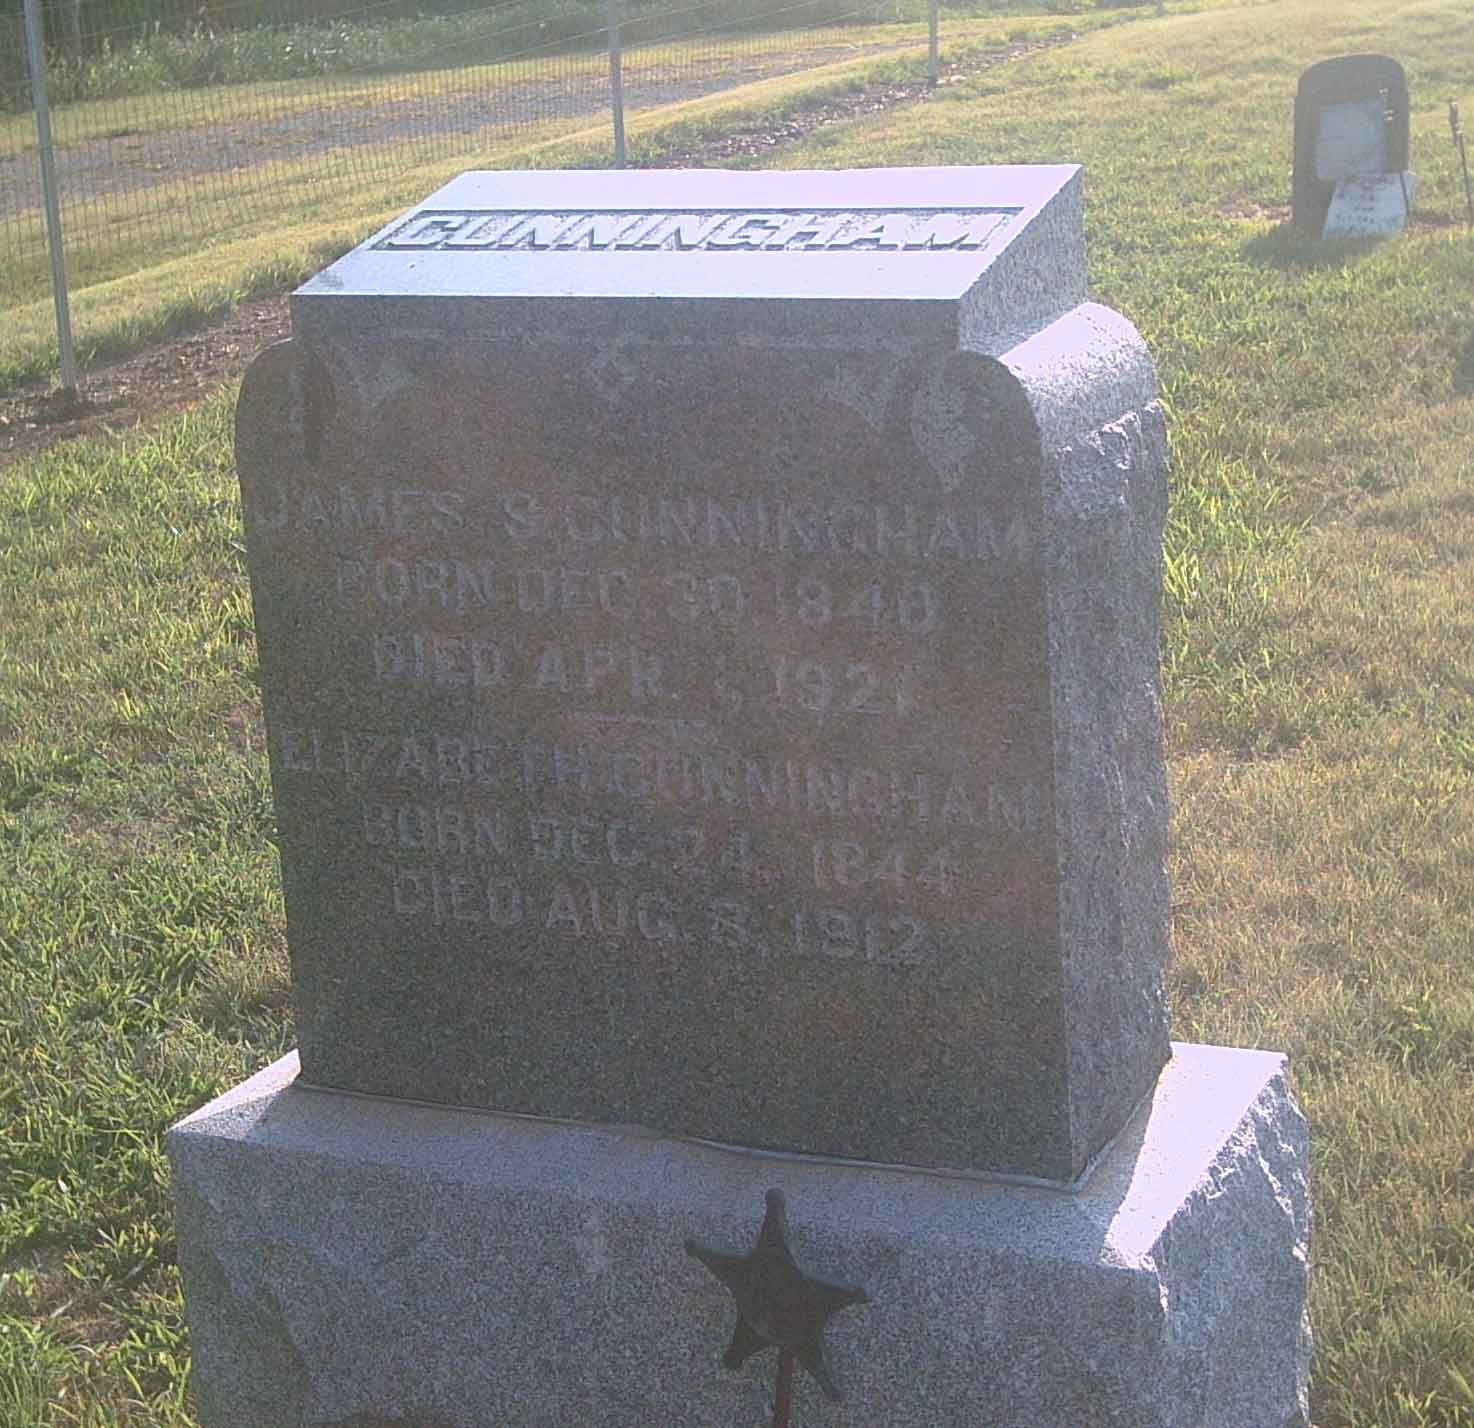 CUNNINGHAM
JAMES S. CUNNINGHAM
BORN DEC. 30, 1840
DIED APR. , 1921
ELIZABETH CUNNINGHAM
BORN DEC. 24, 1844
DIED AUG. 8, 1912